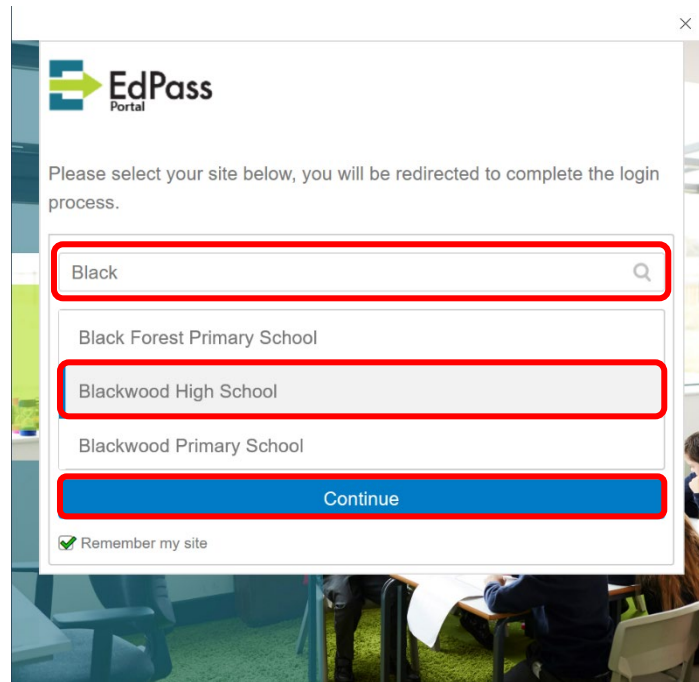 EdPass
Portal
Please select your site below, you will be redirected to complete the login
process.
Black
Black Forest Primary School
Blackwood High School
Blackwood Primary School
Continue
Remember my site